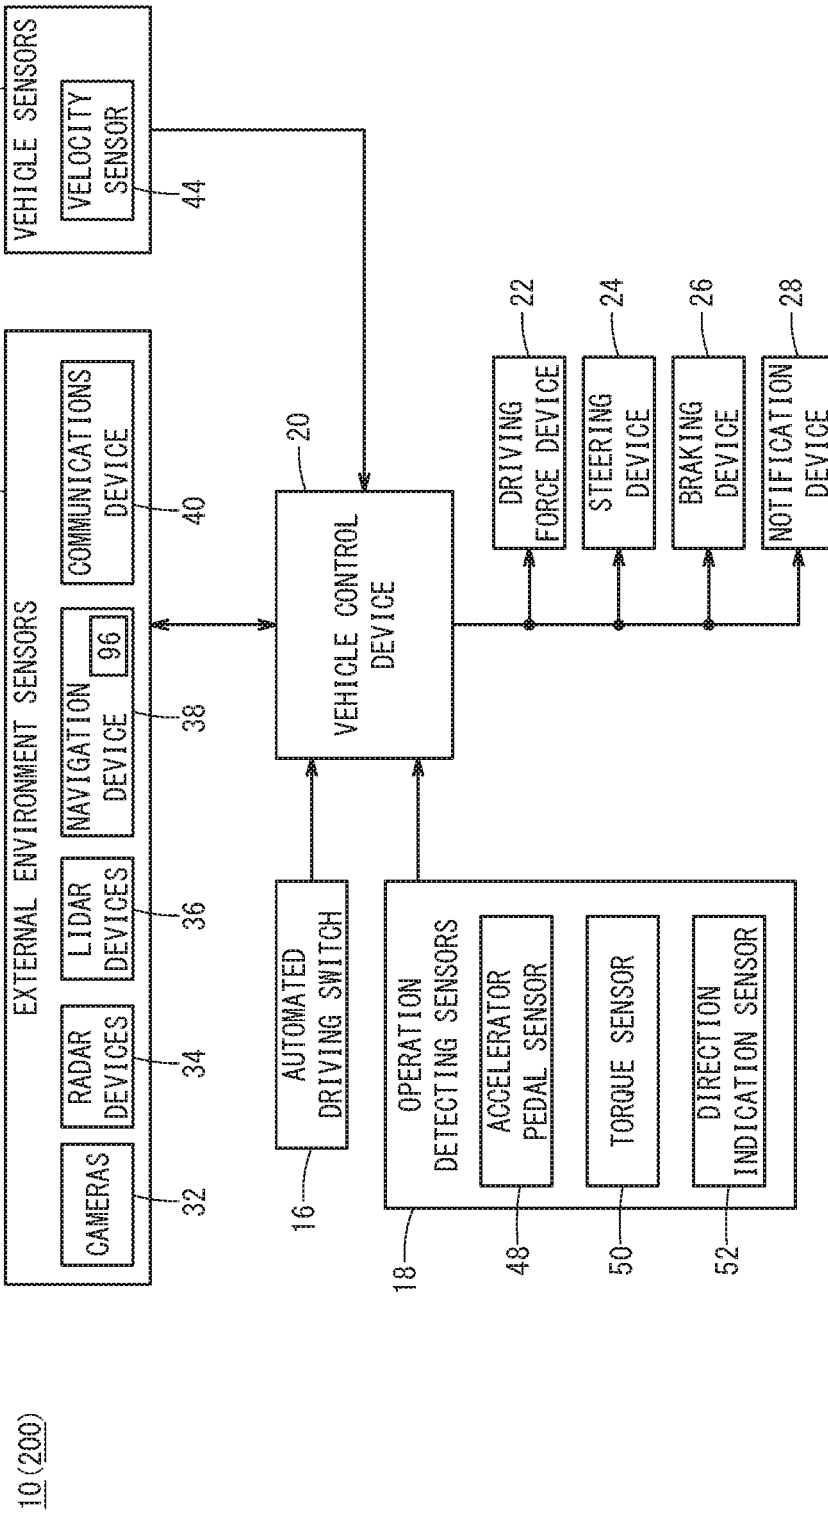 10(200)
EXTERNAL ENVIRONMENT SENSORS
CAMERAS
32
RADAR
DEVICES
34
LIDAR
DEVICES
36
NAVIGATION
DEVICE
96
38
COMMUNICATIONS
DEVICE
40
VEHICLE SENSORS
VELOCITY
SENSOR
44
AUTOMATED
DRIVING SWITCH
16
VEHICLE CONTROL
DEVICE
20
OPERATION
DETECTING SENSORS
18
ACCELERATOR
PEDAL SENSOR
48
TORQUE SENSOR
50
DIRECTION
INDICATION SENSOR
52
DRIVING
FORCE DEVICE
22
STEERING
DEVICE
24
BRAKING
DEVICE
26
NOTIFICATION
DEVICE
28